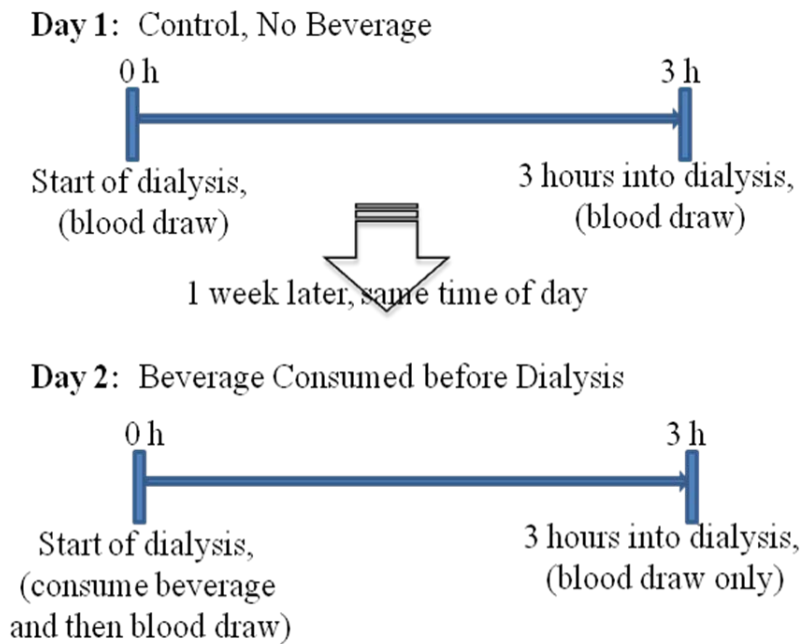 Day 1: Control, No Beverage
0 h
3 h
Start of dialysis,
(blood draw)
3 hours into dialysis,
(blood draw)
1 week later, same time of day
Day 2: Beverage Consumed before Dialysis
0 h
3 h
Start of dialysis,
(consume beverage
and then blood draw)
3 hours into dialysis,
(blood draw only)